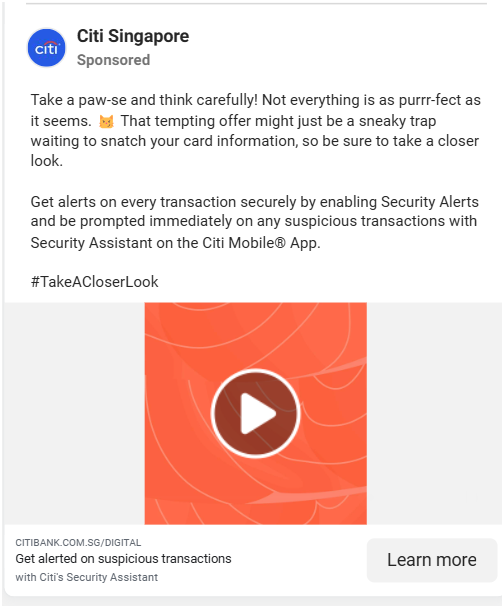 citi
Citi Singapore
Sponsored
Take a paw-se and think carefully! Not everything is as purrr-fect as
it seems. 😼 That tempting offer might just be a sneaky trap
waiting to snatch your card information, so be sure to take a closer
look.
Get alerts on every transaction securely by enabling Security Alerts
and be prompted immediately on any suspicious transactions with
Security Assistant on the Citi Mobile® App.
#TakeACloserLook
CITIBANK.COM.SG/DIGITAL
Get alerted on suspicious transactions
with Citi's Security Assistant
Learn more